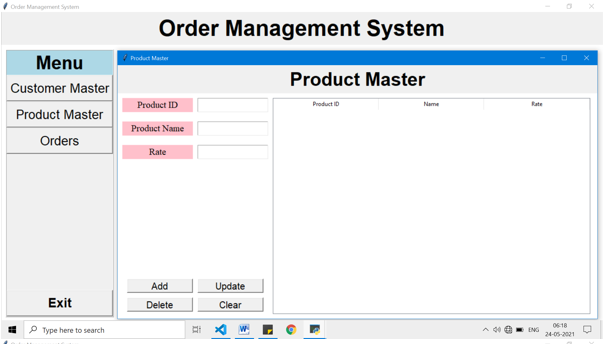 Order Management System
Order Management System
Menu
Customer Master
Product Master
Orders
Exit
Product Master
Product Master
Product ID
Product Name
Rate
Product ID Name Rate
Add Update
Delete Clear
Type here to search
ENG
06:18
24-05-2021